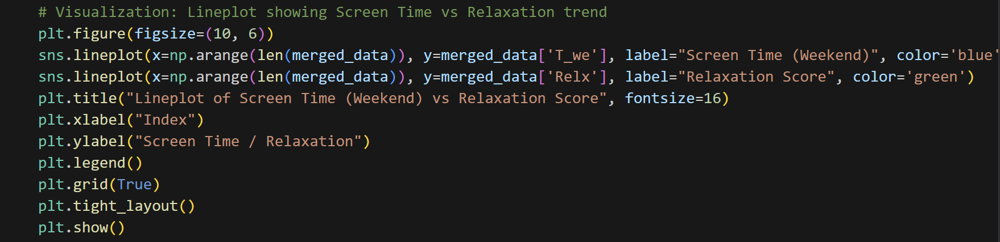 # Visualization: Lineplot showing Screen Time vs Relaxation trend
plt.figure(figsize=(10, 6))
sns.lineplot(x=np.arange(len(merged_data)), y=merged_data['T_we'], label="Screen Time (Weekend)", color='blue'
sns.lineplot(x=np.arange(len(merged_data)), y=merged_data['Relx'], label="Relaxation Score", color='green')
plt.title("Lineplot of Screen Time (Weekend) vs Relaxation Score", fontsize=16)
plt.xlabel("Index")
plt.ylabel("Screen Time / Relaxation")
plt.legend()
plt.grid(True)
plt.tight_layout()
plt.show()